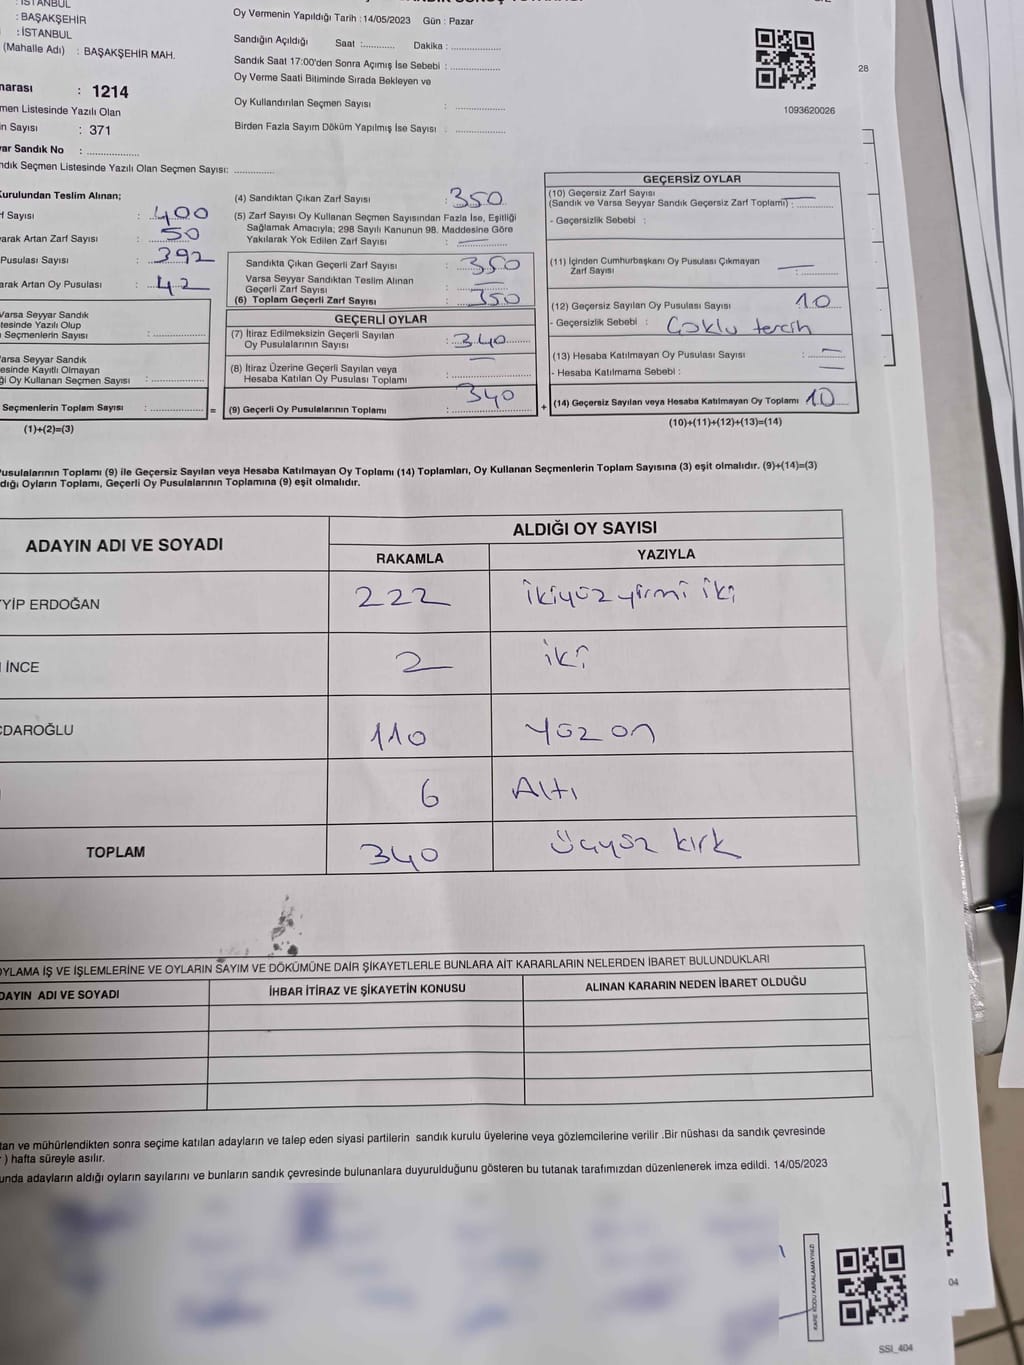 : İSTANBUL
: BAŞAKŞEHİR
: İSTANBUL
(Mahalle Adı) : BAŞAKŞEHİR MAH.
: 1214
men Listesinde Yazılı Olan
n Sayısı : 371
yar Sandık No : ....................
ndık Seçmen Listesinde Yazılı Olan Seçmen Sayısı: ...............
Oy Vermenin Yapıldığı Tarih : 14/05/2023 Gün : Pazar
Sandığın Açıldığı Saat :............ Dakika : ..................
Sandık Saat 17:00'den Sonra Açımış İse Sebebi : ..................
Oy Verme Saati Bitiminde Sırada Bekleyen ve
Oy Kullandırılan Seçmen Sayısı : ..................
Birden Fazla Sayım Döküm Yapılmış İse Sayısı : ..................
1093620026
28
Kurulundan Teslim Alınan;
f Sayısı : 400
arak Artan Zarf Sayısı : 50
Pusulası Sayısı : 392
arak Artan Oy Pusulası : 42
Varsa Seyyar Sandık
tesinde Yazılı Olup
Seçmenlerin Sayısı :
arsa Seyyar Sandık
esinde Kayıtlı Olmayan
ği Oy Kullanan Seçmen Sayısı :
Seçmenlerin Toplam Sayısı : =
(1)+(2)=(3)
(4) Sandıktan Çıkan Zarf Sayısı : 350
(5) Zarf Sayısı Oy Kullanan Seçmen Sayısından Fazla İse, Eşitliği
Sağlamak Amacıyla; 298 Sayılı Kanunun 98. Maddesine Göre
Yakılarak Yok Edilen Zarf Sayısı : —
Sandıkta Çıkan Geçerli Zarf Sayısı : 350
Varsa Seyyar Sandıktan Teslim Alınan
Geçerli Zarf Sayısı : —
(6) Toplam Geçerli Zarf Sayısı : 350
GEÇERLİ OYLAR
(7) İtiraz Edilmeksizin Geçerli Sayılan
Oy Pusulalarının Sayısı : 340
(8) İtiraz Üzerine Geçerli Sayılan veya
Hesaba Katılan Oy Pusulası Toplamı : —
(9) Geçerli Oy Pusulalarının Toplamı : 340 +
GEÇERSİZ OYLAR
(10) Geçersiz Zarf Sayısı
(Sandık ve Varsa Seyyar Sandık Geçersiz Zarf Toplamı) : —
- Geçersizlik Sebebi :
(11) İçinden Cumhurbaşkanı Oy Pusulası Çıkmayan
Zarf Sayısı : —
(12) Geçersiz Sayılan Oy Pusulası Sayısı 10
- Geçersizlik Sebebi : Çoklu tercih
(13) Hesaba Katılmayan Oy Pusulası Sayısı : —
- Hesaba Katılmama Sebebi : —
(14) Geçersiz Sayılan veya Hesaba Katılmayan Oy Toplamı 10
(10)+(11)+(12)+(13)=(14)
Pusulalarının Toplamı (9) ile Geçersiz Sayılan veya Hesaba Katılmayan Oy Toplamı (14) Toplamları, Oy Kullanan Seçmenlerin Toplam Sayısına (3) eşit olmalıdır. (9)+(14)=(3)
dığı Oyların Toplamı, Geçerli Oy Pusulalarının Toplamına (9) eşit olmalıdır.
ADAYIN ADI VE SOYADI ALDIĞI OY SAYISI
RAKAMLA YAZIYLA
YİP ERDOĞAN 222 ikiyüz yirmi iki
İNCE 2 iki
CDAROĞLU 110 Yüz on
6 Altı
TOPLAM 340 Üçyüz kırk
OYLAMA İŞ VE İŞLEMLERİNE VE OYLARIN SAYIM VE DÖKÜMÜNE DAİR ŞİKAYETLERLE BUNLARA AİT KARARLARIN NELERDEN İBARET BULUNDUKLARI
DAYIN ADI VE SOYADI İHBAR İTİRAZ VE ŞİKAYETİN KONUSU ALINAN KARARIN NEDEN İBARET OLDUĞU
tan ve mühürlendikten sonra seçime katılan adayların ve talep eden siyasi partilerin sandık kurulu üyelerine veya gözlemcilerine verilir .Bir nüshası da sandık çevresinde
) hafta süreyle asılır.
unda adayların aldığı oyların sayılarını ve bunların sandık çevresinde bulunanlara duyurulduğunu gösteren bu tutanak tarafımızdan düzenlenerek imza edildi. 14/05/2023
KARE KODU KARALAMAYINIZ!
SSI_404
04